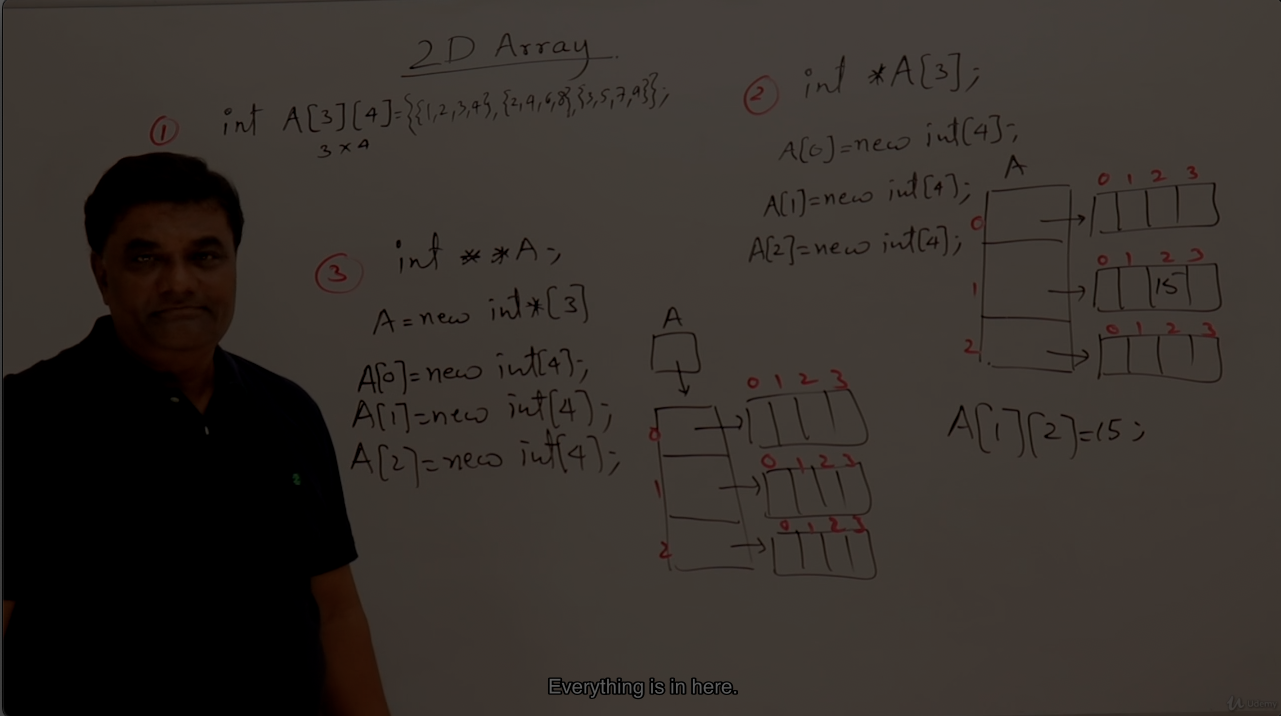 2D Array
① int A[3][4]={{1,2,3,4},{2,4,6,8},{3,5,7,9}};
3 x 4
② int *A[3];
A[0]=new int[4];
A[1]=new int[4];
A[2]=new int[4];
A
0 1 2 3
0
0 1 2 3
1
15
0 1 2 3
2
A[1][2]=15;
③ int **A;
A=new int*[3]
A[0]=new int[4];
A[1]=new int[4];
A[2]=new int[4];
A
0 1 2 3
0
0 1 2 3
1
0 1 2 3
2
Everything is in here.
Udemy